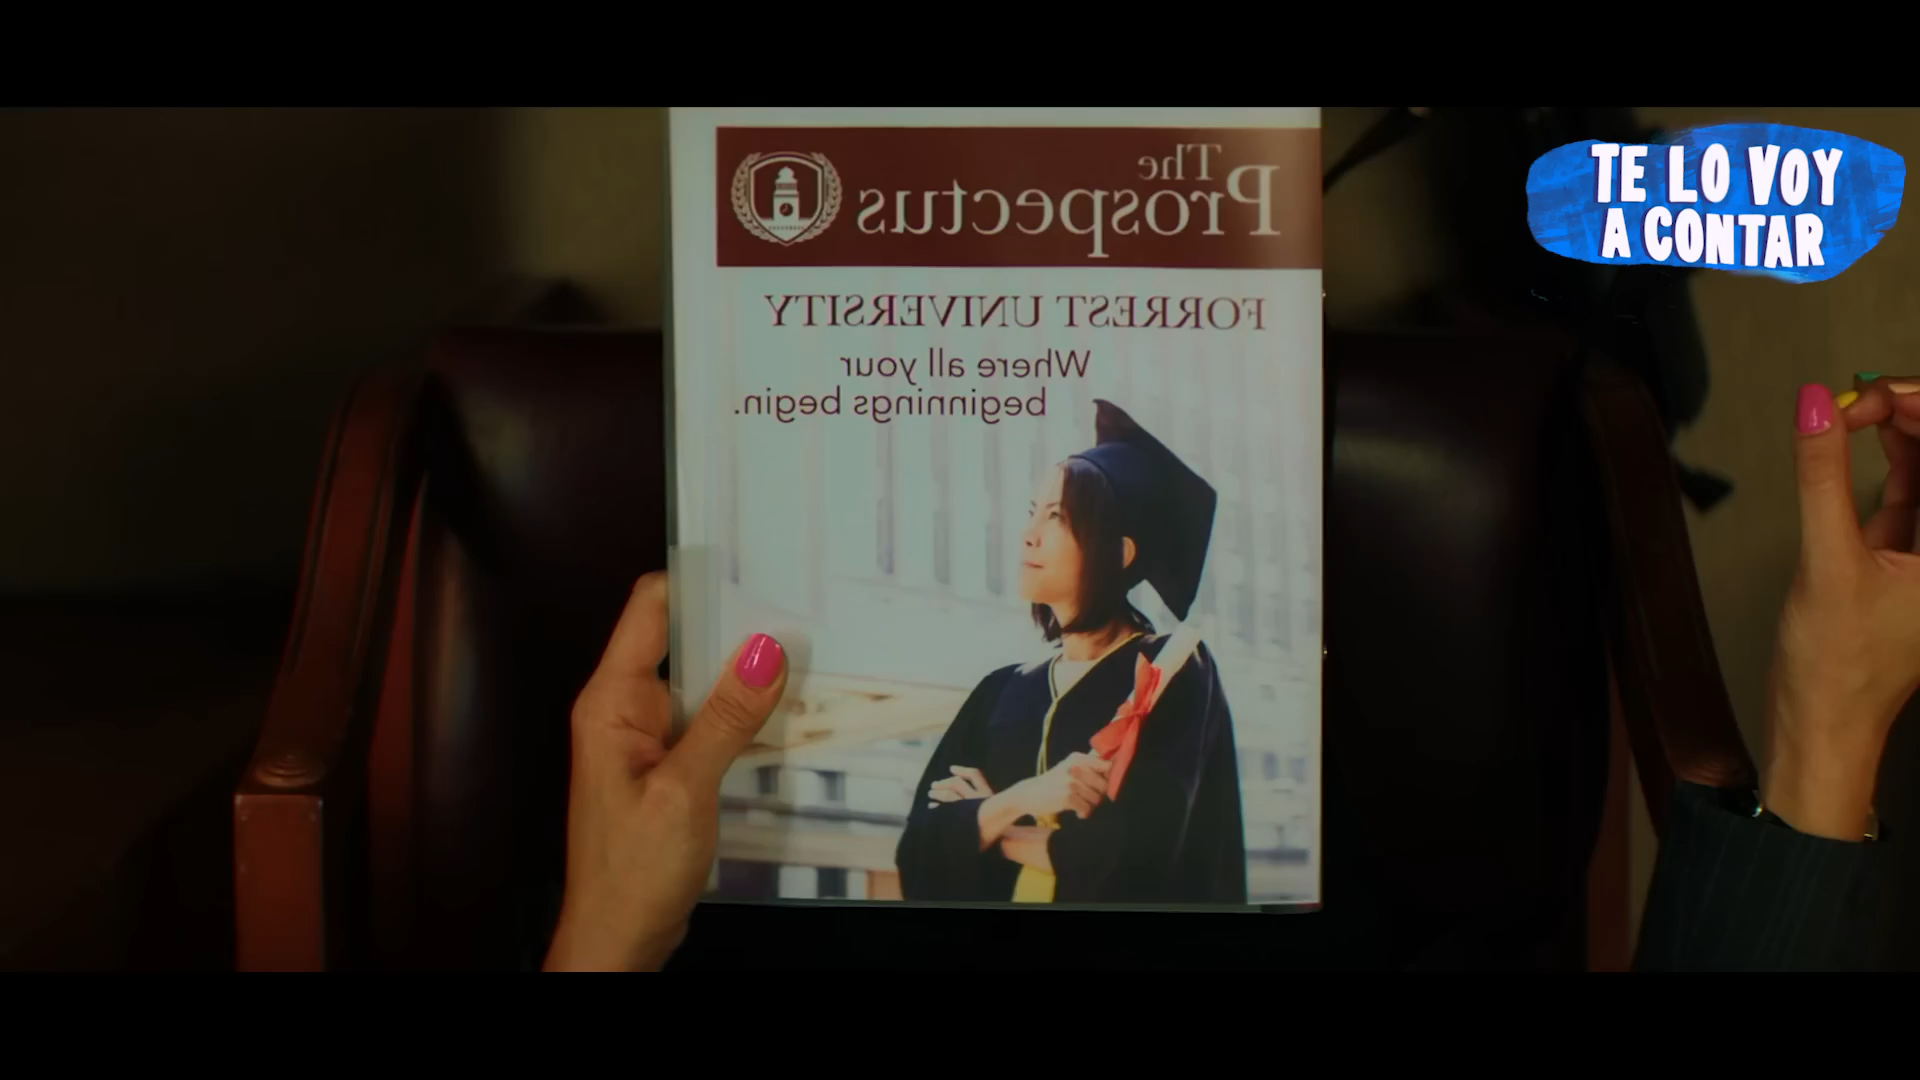 The
Prospectus
FORREST UNIVERSITY
Where all your
beginnings begin.
TE LO VOY
A CONTAR